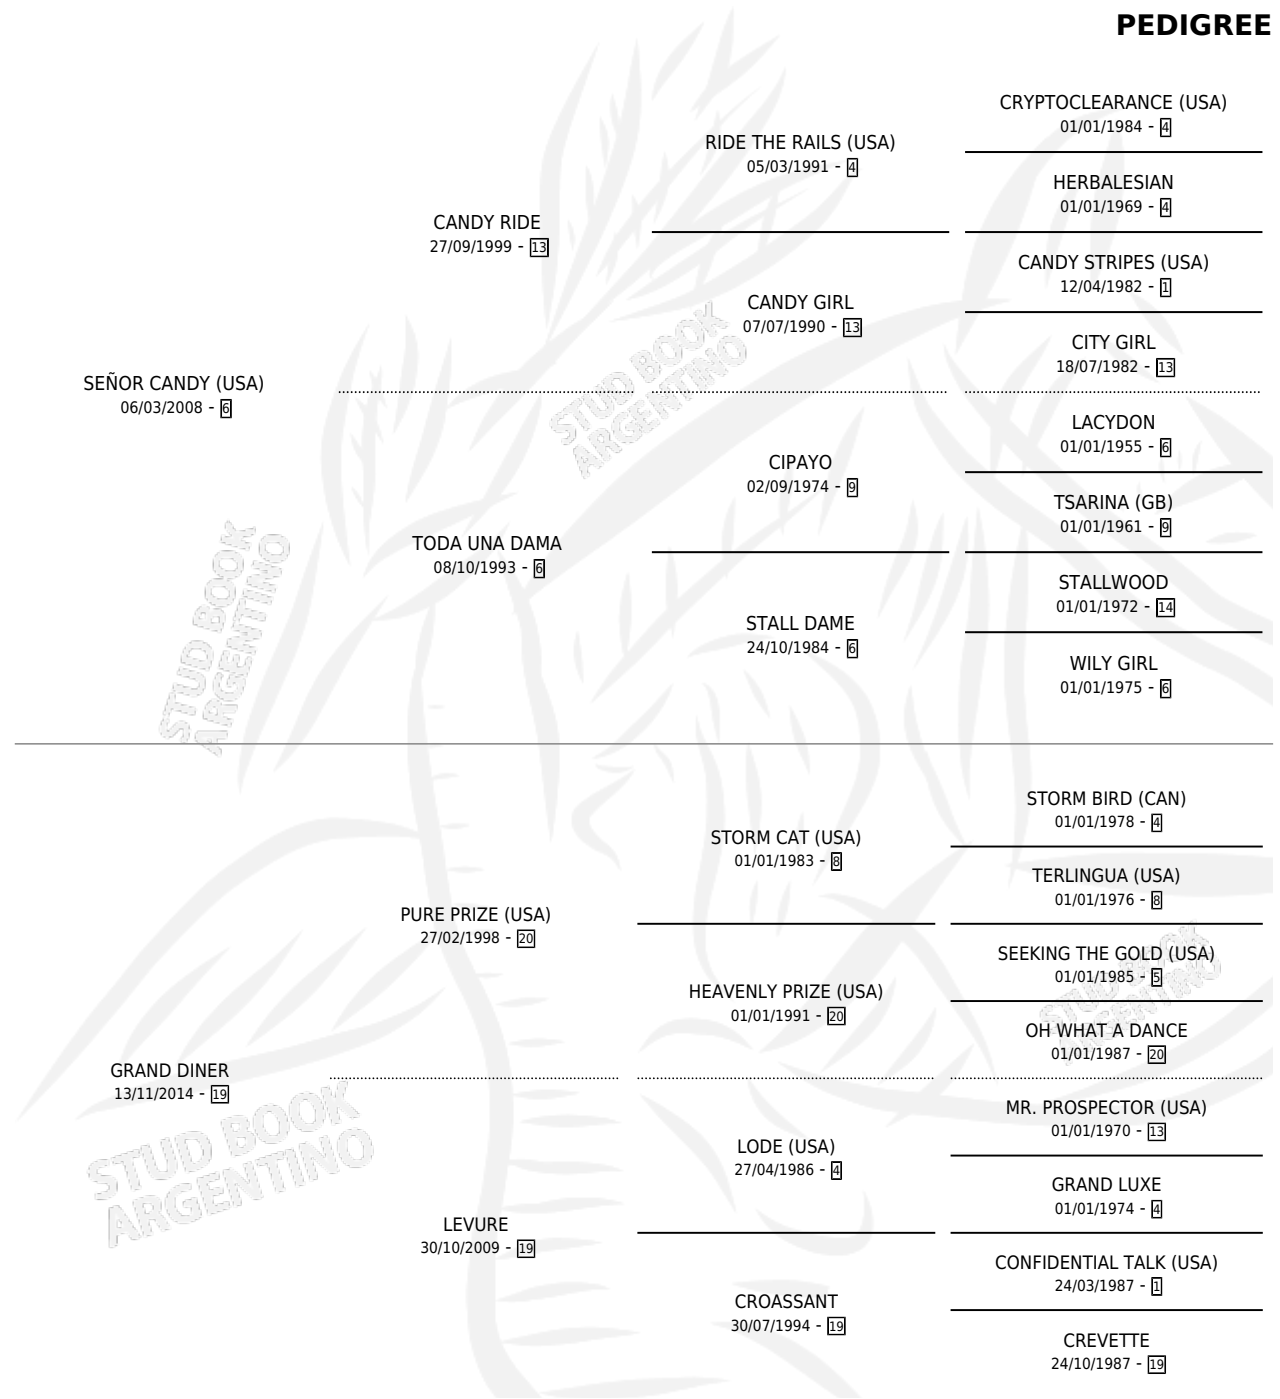 PEDIGREE
CRYPTOCLEARANCE (USA)
01/01/1984 - 4
RIDE THE RAILS (USA)
05/03/1991 - 4
HERBALESIAN
01/01/1969 - 4
CANDY RIDE
27/09/1999 - 13
CANDY STRIPES (USA)
12/04/1982 - 1
CANDY GIRL
07/07/1990 - 13
CITY GIRL
18/07/1982 - 13
SEÑOR CANDY (USA)
06/03/2008 - 6
LACYDON
01/01/1955 - 6
CIPAYO
02/09/1974 - 9
TSARINA (GB)
01/01/1961 - 9
TODA UNA DAMA
08/10/1993 - 6
STALLWOOD
01/01/1972 - 14
STALL DAME
24/10/1984 - 6
WILY GIRL
01/01/1975 - 6
STORM BIRD (CAN)
01/01/1978 - 4
STORM CAT (USA)
01/01/1983 - 8
TERLINGUA (USA)
01/01/1976 - 8
PURE PRIZE (USA)
27/02/1998 - 20
SEEKING THE GOLD (USA)
01/01/1985 - 5
HEAVENLY PRIZE (USA)
01/01/1991 - 20
OH WHAT A DANCE
01/01/1987 - 20
GRAND DINER
13/11/2014 - 19
MR. PROSPECTOR (USA)
01/01/1970 - 13
LODE (USA)
27/04/1986 - 4
GRAND LUXE
01/01/1974 - 4
LEVURE
30/10/2009 - 19
CONFIDENTIAL TALK (USA)
24/03/1987 - 1
CROASSANT
30/07/1994 - 19
CREVETTE
24/10/1987 - 19
STUD BOOK
ARGENTINO
STUD BOOK
ARGENTINO
STUD BOOK
ARGENTINO
STUD BOOK
ARGENTINO